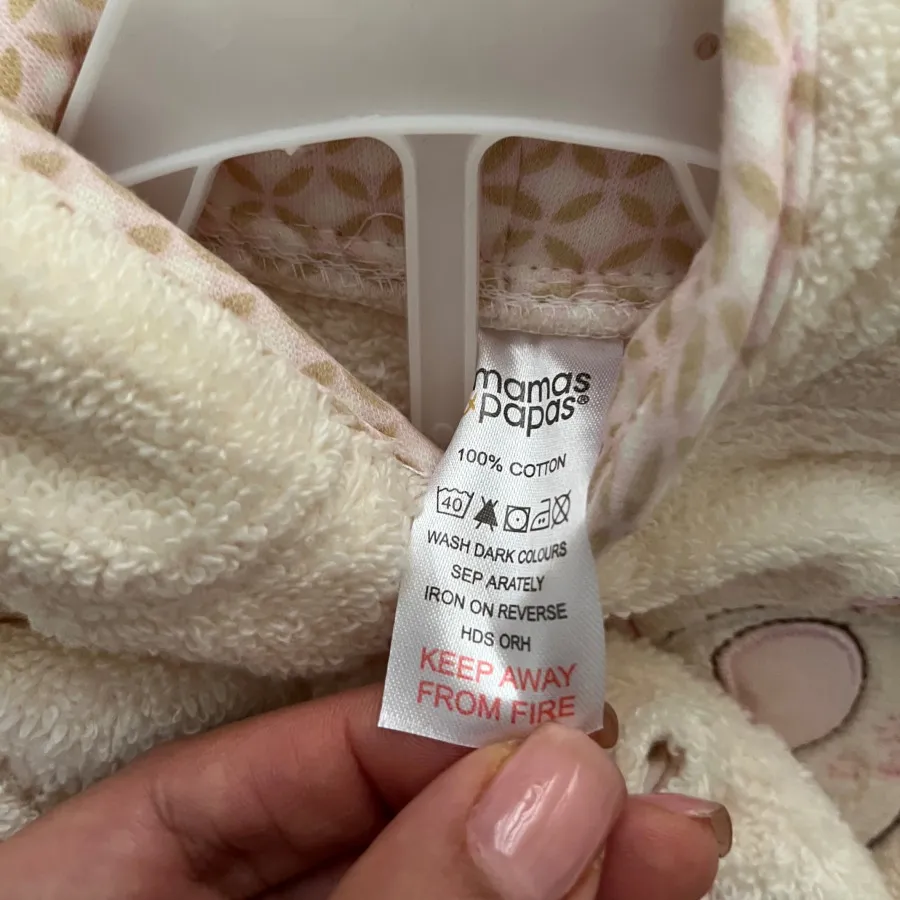 mamas
& papas®
100% COTTON
40
WASH DARK COLOURS
SEP ARATELY
IRON ON REVERSE
HDS ORH
KEEP AWAY
FROM FIRE